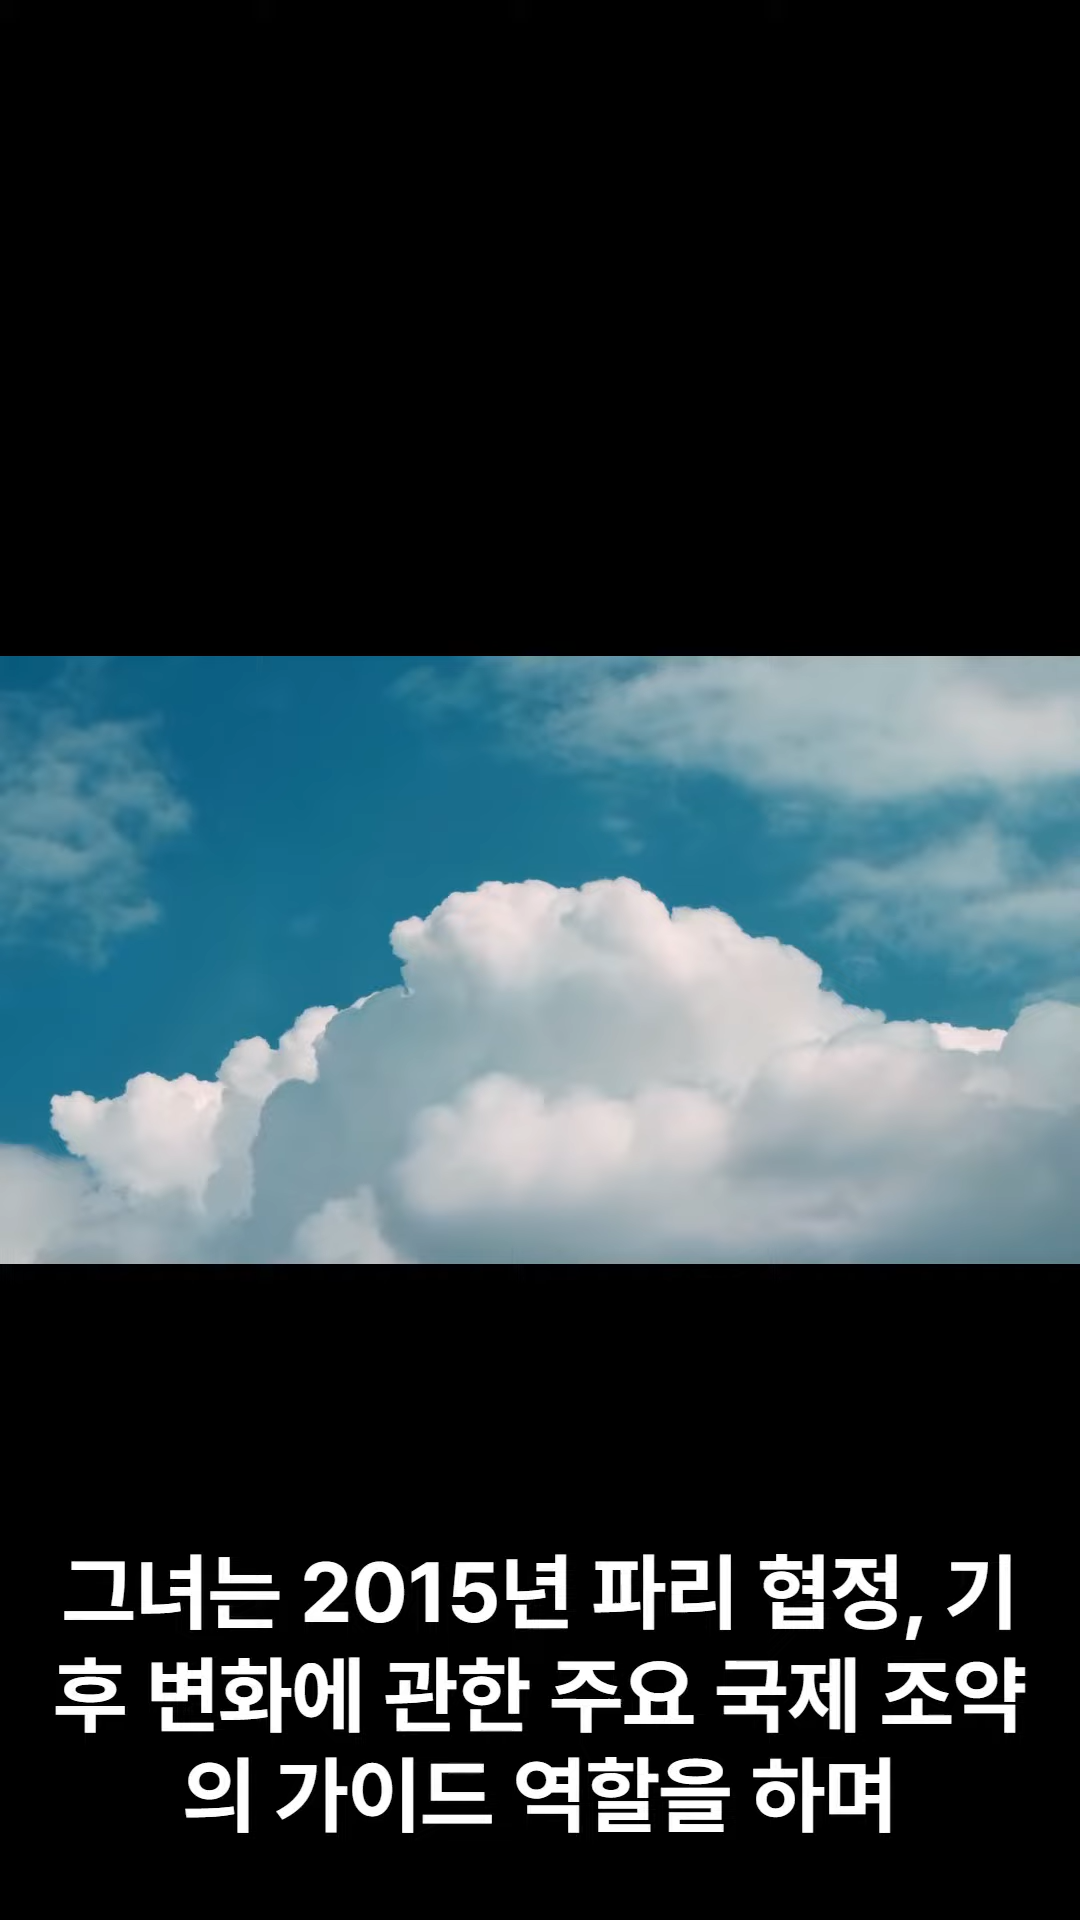 그녀는 2015년 파리 협정, 기
후 변화에 관한 주요 국제 조약
의 가이드 역할을 하며